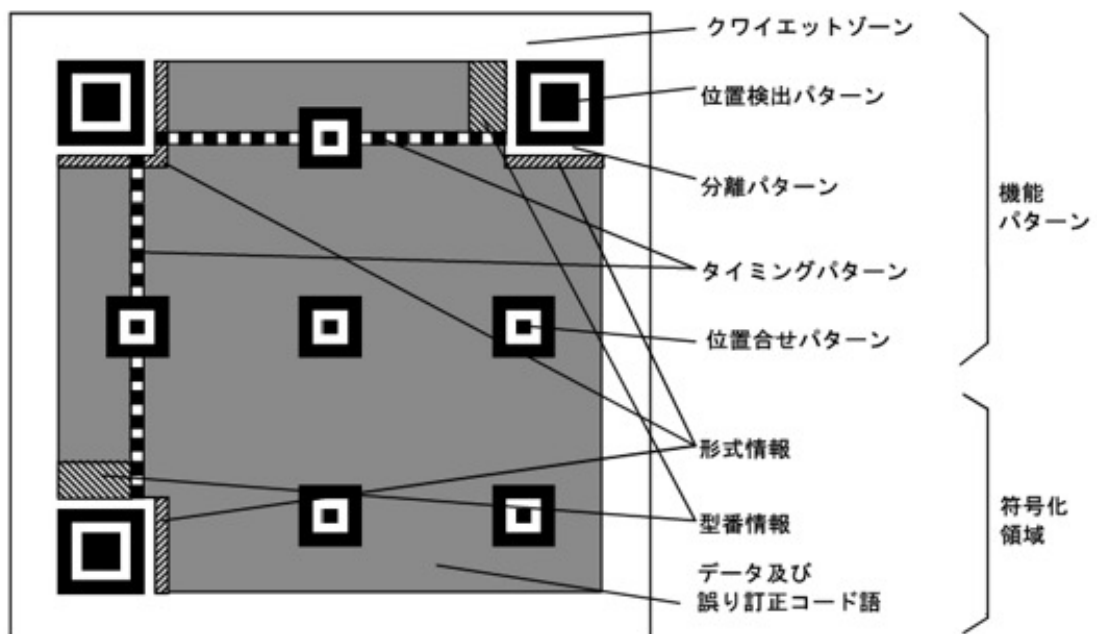 クワイエットゾーン
位置検出パターン
分離パターン
タイミングパターン
位置合せパターン
機能
パターン
形式情報
型番情報
データ及び
誤り訂正コード語
符号化
領域